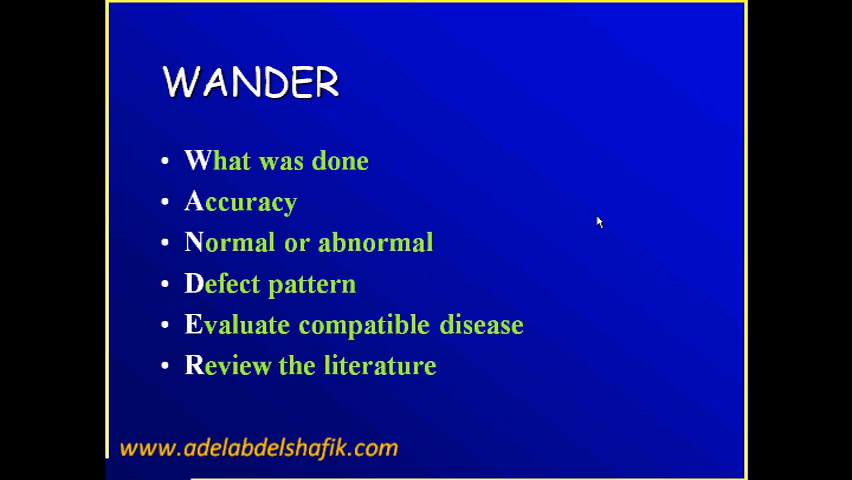 WANDER
• What was done
• Accuracy
• Normal or abnormal
• Defect pattern
• Evaluate compatible disease
• Review the literature
www.adelabdelshafik.com